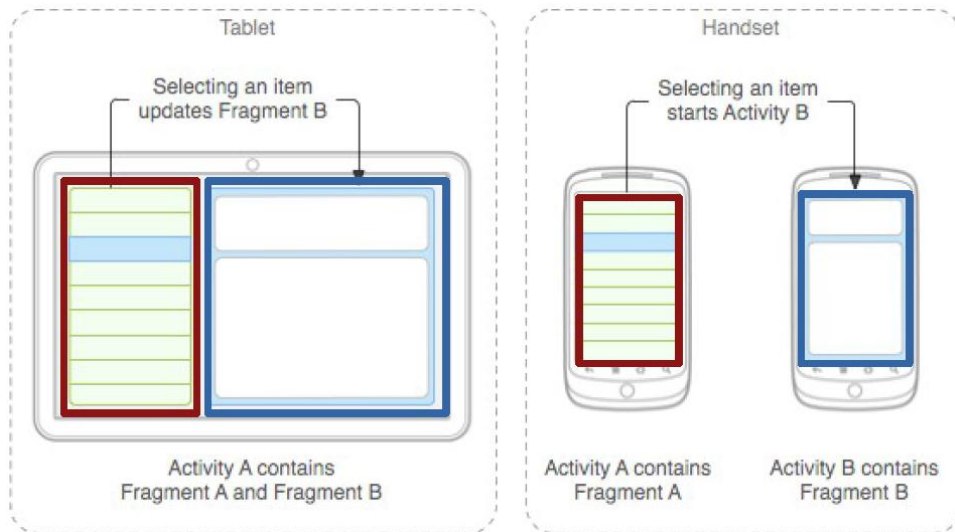 Tablet
Selecting an item
updates Fragment B
Activity A contains
Fragment A and Fragment B
Handset
Selecting an item
starts Activity B
Activity A contains
Fragment A
Activity B contains
Fragment B